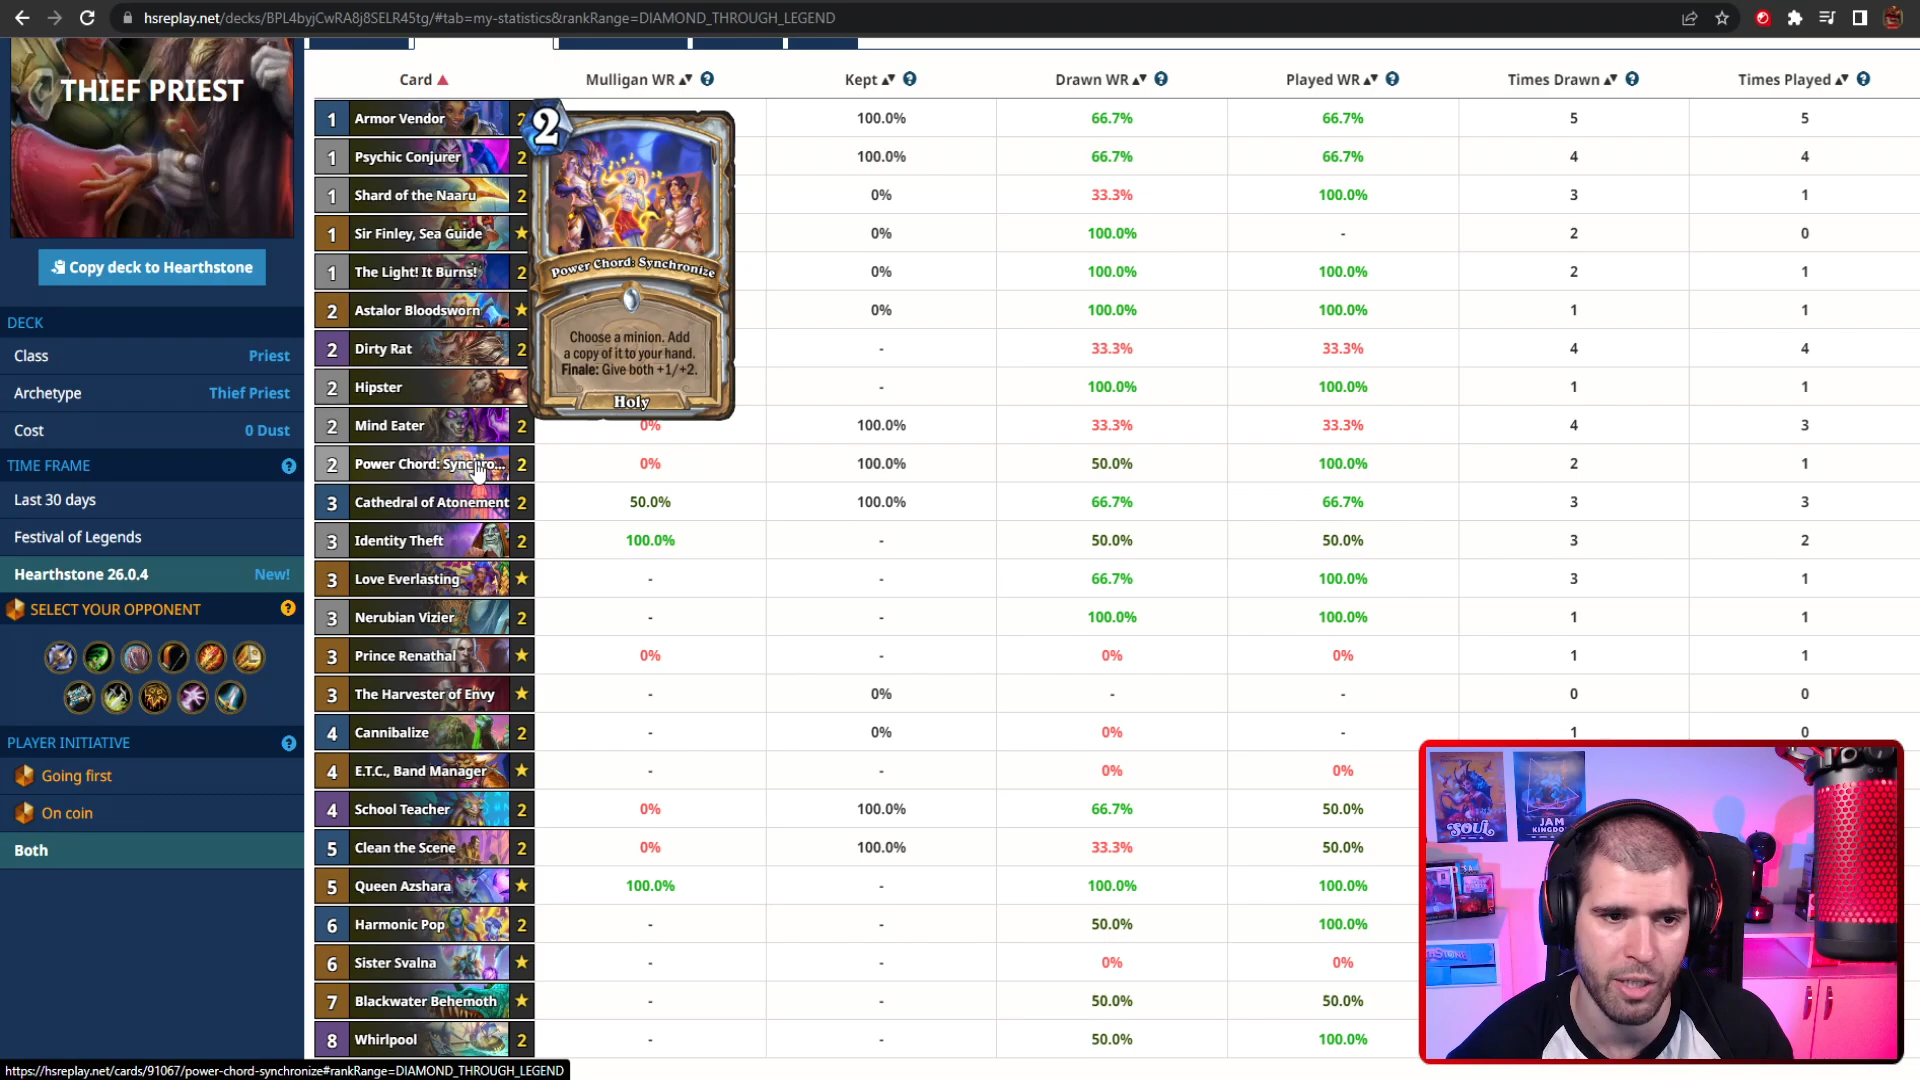 hsreplay.net/decks/BPL4byjCwRA8j8SELR45tg/#tab=my-statistics&rankRange=DIAMOND_THROUGH_LEGEND
THIEF PRIEST
Copy deck to Hearthstone
DECK
Class Priest
Archetype Thief Priest
Cost 0 Dust
TIME FRAME ?
Last 30 days
Festival of Legends
Hearthstone 26.0.4 New!
SELECT YOUR OPPONENT ?
PLAYER INITIATIVE ?
Going first
On coin
Both
Card Mulligan WR ? Kept ? Drawn WR ? Played WR ? Times Drawn ? Times Played ?
1 Armor Vendor 2 100.0% 66.7% 66.7% 5 5
1 Psychic Conjurer 2 100.0% 66.7% 66.7% 4 4
1 Shard of the Naaru 2 0% 33.3% 100.0% 3 1
1 Sir Finley, Sea Guide 0% 100.0% - 2 0
1 The Light! It Burns! 2 0% 100.0% 100.0% 2 1
2 Astalor Bloodsworn 0% 100.0% 100.0% 1 1
2 Dirty Rat 2 - 33.3% 33.3% 4 4
2 Hipster - 100.0% 100.0% 1 1
2 Mind Eater 2 0% 100.0% 33.3% 33.3% 4 3
2 Power Chord: Synchro... 2 0% 100.0% 50.0% 100.0% 2 1
3 Cathedral of Atonement 2 50.0% 100.0% 66.7% 66.7% 3 3
3 Identity Theft 2 100.0% - 50.0% 50.0% 3 2
3 Love Everlasting - - 66.7% 100.0% 3 1
3 Nerubian Vizier 2 - - 100.0% 100.0% 1 1
3 Prince Renathal 0% - 0% 0% 1 1
3 The Harvester of Envy - 0% - - 0 0
4 Cannibalize 2 - 0% 0% - 1 0
4 E.T.C., Band Manager - - 0% 0%
4 School Teacher 2 0% 100.0% 66.7% 50.0%
5 Clean the Scene 2 0% 100.0% 33.3% 50.0%
5 Queen Azshara 100.0% - 100.0% 100.0%
6 Harmonic Pop 2 - - 50.0% 100.0%
6 Sister Svalna - - 0% 0%
7 Blackwater Behemoth - - 50.0% 50.0%
8 Whirlpool 2 - - 50.0% 100.0%
2
Power Chord: Synchronize
Choose a minion. Add
a copy of it to your hand.
Finale: Give both +1/+2.
Holy
SOUL
JAM
KINGDO
https://hsreplay.net/cards/91067/power-chord-synchronize#rankRange=DIAMOND_THROUGH_LEGEND